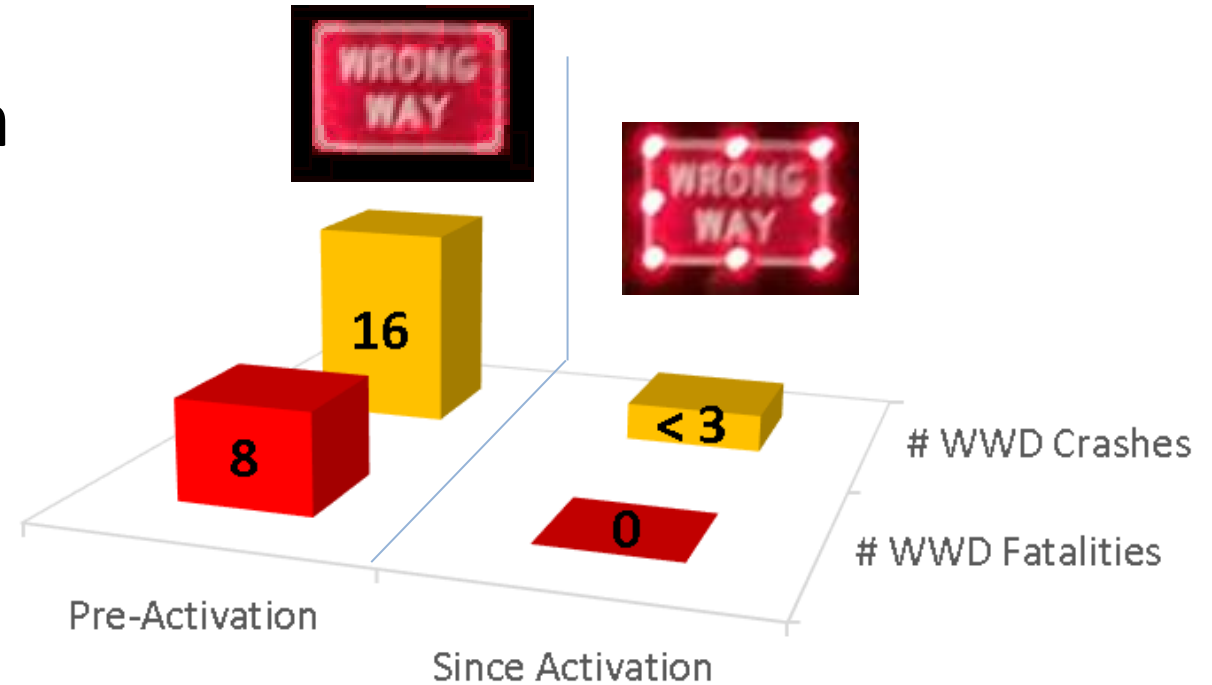 WRONG
WAY
WRONG
WAY
16
8
< 3
0
# WWD Crashes
# WWD Fatalities
Pre-Activation
Since Activation